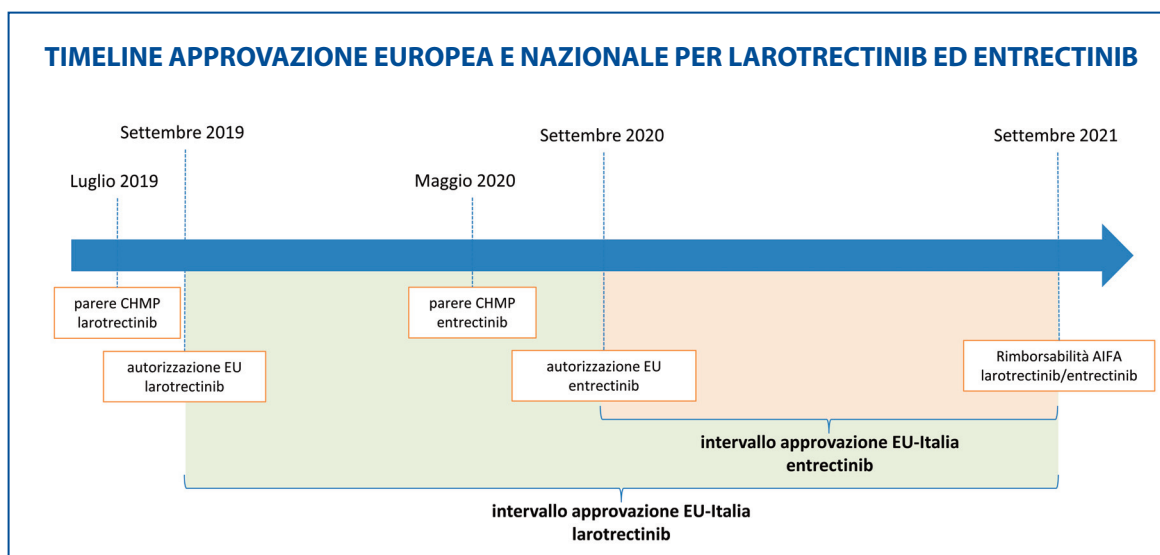 TIMELINE APPROVAZIONE EUROPEA E NAZIONALE PER LAROTRECTINIB ED ENTRECTINIB
Settembre 2019
Settembre 2020
Settembre 2021
Luglio 2019
Maggio 2020
parere CHMP
larotrectinib
parere CHMP
entrectinib
autorizzazione EU
larotrectinib
autorizzazione EU
entrectinib
Rimborsabilità AIFA
larotrectinib/entrectinib
intervallo approvazione EU-Italia
entrectinib
intervallo approvazione EU-Italia
larotrectinib